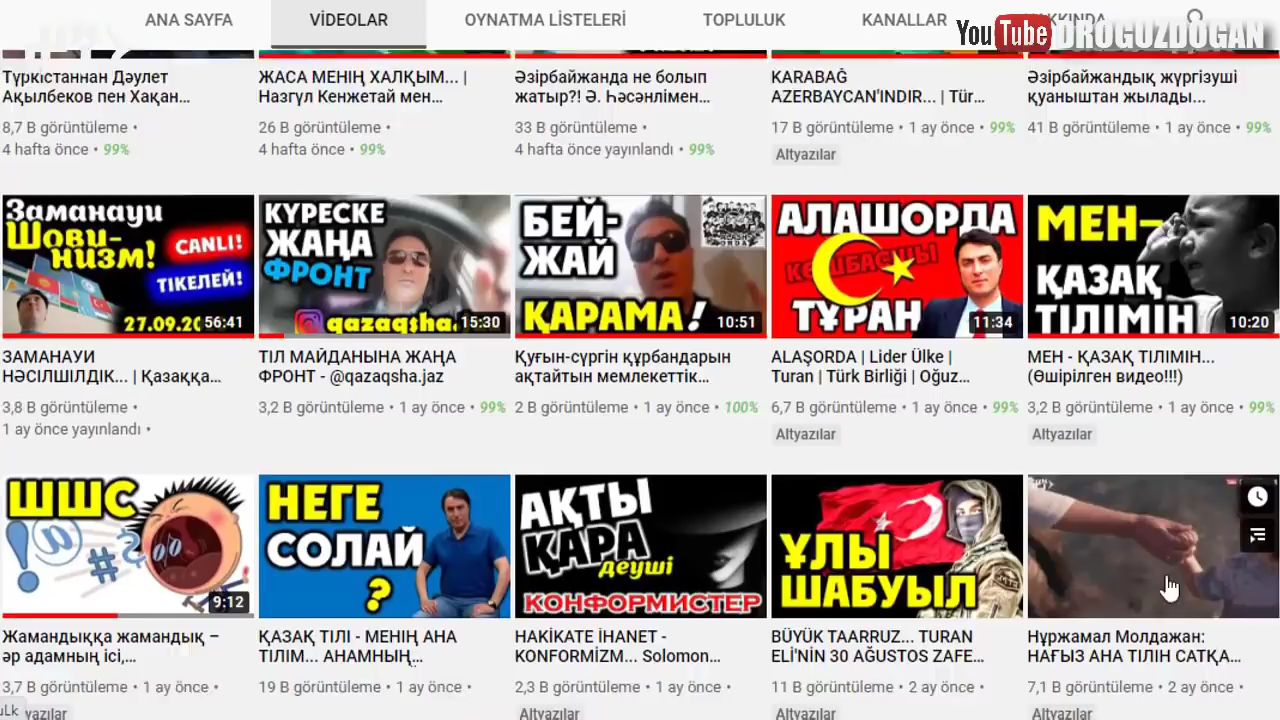 ANA SAYFA VİDEOLAR OYNATMA LİSTELERİ TOPLULUK KANALLAR
You Tube DROGUZDOGAN
Түркістаннан Дәулет
Ақылбеков пен Хақан...
8,7 B görüntüleme •
4 hafta önce • 99%
ЖАСА МЕНІҢ ХАЛҚЫМ... |
Назгүл Кенжетай мен...
26 B görüntüleme •
4 hafta önce • 99%
Әзірбайжанда не болып
жатыр?! Ә. Һәсәнлімен...
33 B görüntüleme •
4 hafta önce yayınlandı • 99%
KARABAĞ
AZERBAYCAN'INDIR... | Tür...
17 B görüntüleme • 1 ay önce • 99%
Altyazılar
Әзірбайжандық жүргізуші
қуаныштан жылады...
41 B görüntüleme • 1 ay önce • 99%
Заманауи
Шови-
низм!
CANLI!
ТІКЕЛЕЙ!
27.09.20
56:41
ЗАМАНАУИ
НӘСІЛШІЛДІК... | Қазаққа...
3,8 B görüntüleme •
1 ay önce yayınlandı •
КҮРЕСКЕ
ЖАҢА
ФРОНТ
qazaqsha.
15:30
ТІЛ МАЙДАНЫНА ЖАҢА
ФРОНТ - @qazaqsha.jaz
3,2 B görüntüleme • 1 ay önce • 99%
БЕЙ-
ЖАЙ
ҚАРАМА!
10:51
Қуғын-сүргін құрбандарын
ақтайтын мемлекеттік...
2 B görüntüleme • 1 ay önce • 100%
АЛАШОРДА
КӨШБАСШЫ
ТҰРАН
11:34
ALAŞORDA | Lider Ülke |
Turan | Türk Birliği | Oğuz...
6,7 B görüntüleme • 1 ay önce • 99%
Altyazılar
МЕН-
ҚАЗАҚ
ТІЛІМІН
10:20
МЕН - ҚАЗАҚ ТІЛІМІН...
(Өшірілген видео!!!)
3,2 B görüntüleme • 1 ay önce • 99%
Altyazılar
ШШС
9:12
Жамандыққа жамандық –
әр адамның ісі,...
3,7 B görüntüleme • 1 ay önce •
yazılar
НЕГЕ
СОЛАЙ
?
ҚАЗАҚ ТІЛІ - МЕНІҢ АНА
ТІЛІМ... АНАМНЫҢ...
19 B görüntüleme • 1 ay önce •
АҚТЫ
ҚАРА
деуші
КОНФОРМИСТЕР
HAKİKATE İHANET -
KONFORMİZM... Solomon...
2,3 B görüntüleme • 1 ay önce •
Altyazılar
ҰЛЫ
ШАБУЫЛ
BÜYÜK TAARRUZ... TURAN
ELİ'NİN 30 AĞUSTOS ZAFE...
11 B görüntüleme • 2 ay önce •
Altyazılar
Нұржамал Молдажан:
НАҒЫЗ АНА ТІЛІН САТҚА...
7,1 B görüntüleme • 2 ay önce •
Altyazılar